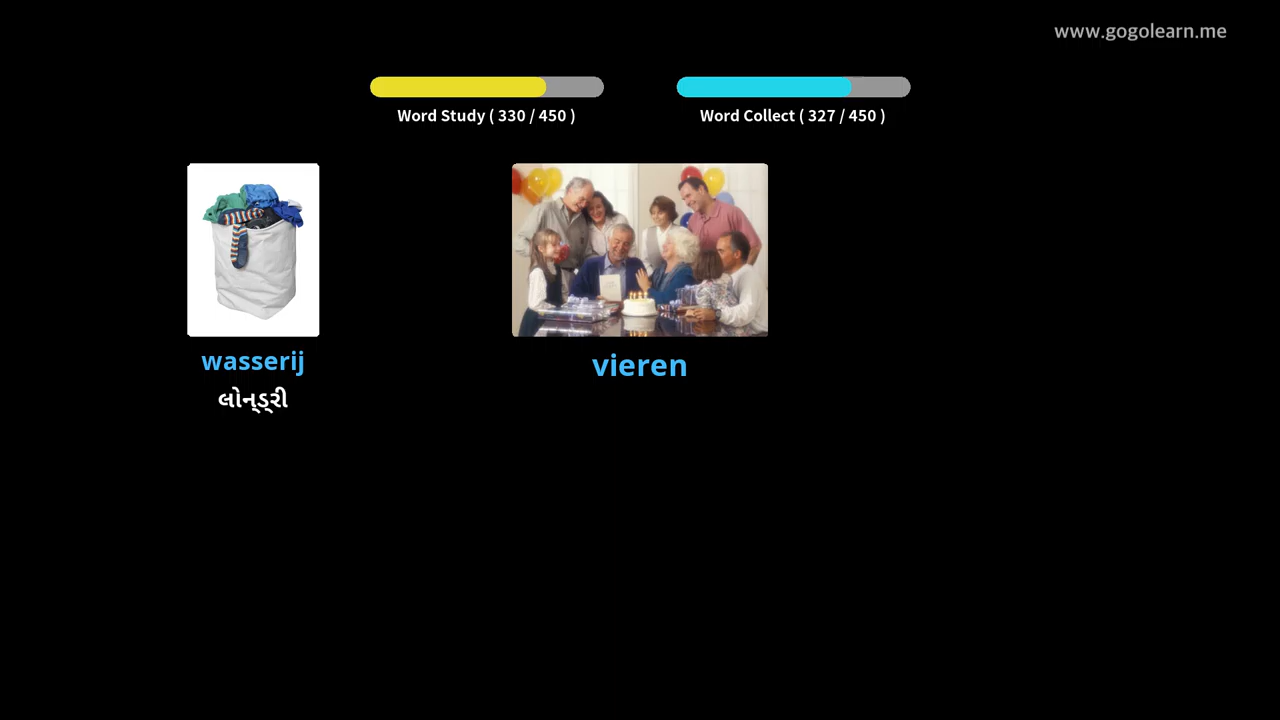 www.gogolearn.me
Word Study ( 330 / 450 )
Word Collect ( 327 / 450 )
wasserij
લોન્ડ્રી
vieren